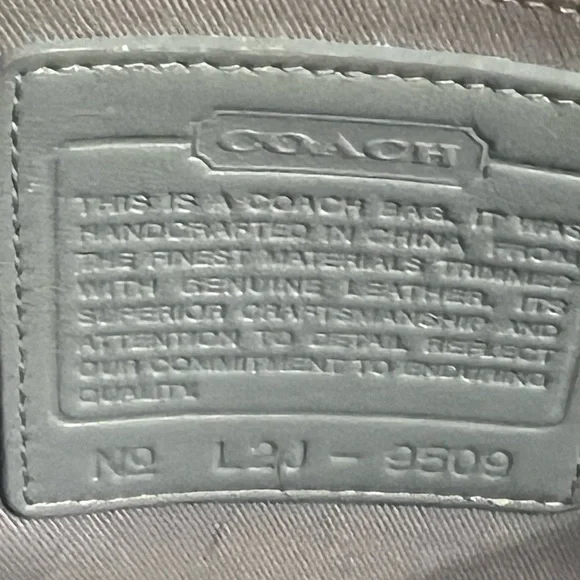 COACH
THIS IS A COACH BAG. IT WAS
HANDCRAFTED IN CHINA FROM
THE FINEST MATERIALS TRIMMED
WITH GENUINE LEATHER. ITS
SUPERIOR CRAFTSMANSHIP AND
ATTENTION TO DETAIL REFLECT
OUR COMMITMENT TO ENDURING
QUALITY.
No L2J - 9509